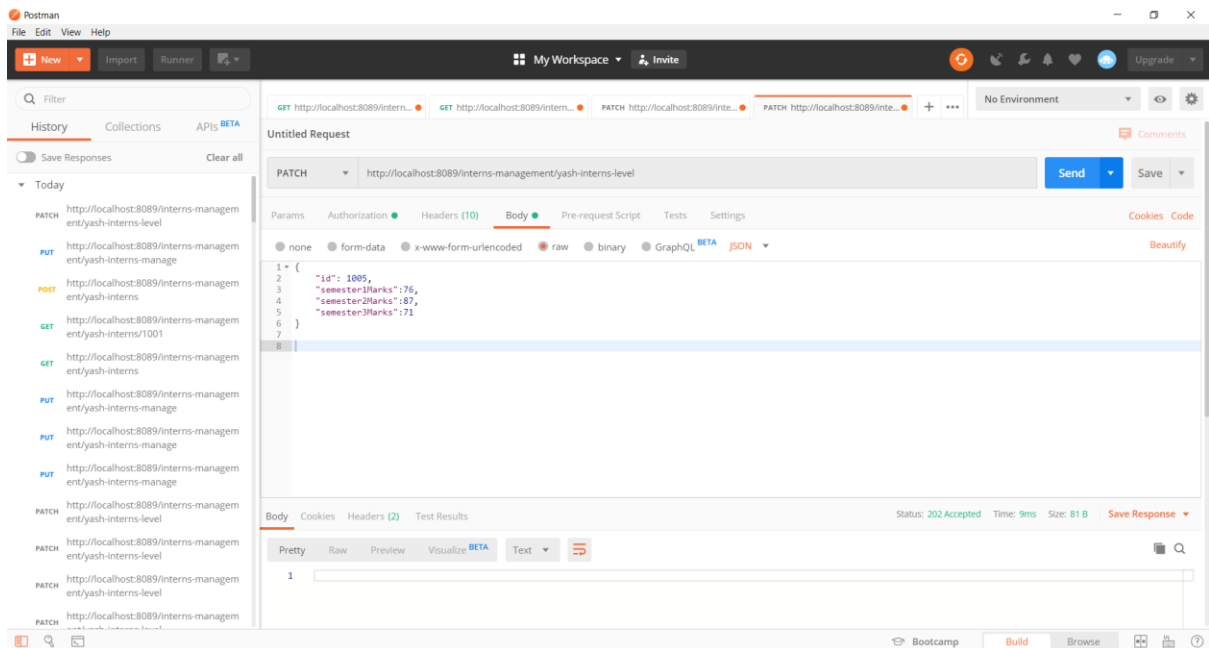 Postman
File Edit View Help
New Import Runner My Workspace Invite Upgrade
Filter
History Collections APIs BETA
Save Responses Clear all
Today
PATCH http://localhost:8089/interns-managem
ent/yash-interns-level
PUT http://localhost:8089/interns-managem
ent/yash-interns-manage
POST http://localhost:8089/interns-managem
ent/yash-interns
GET http://localhost:8089/interns-managem
ent/yash-interns/1001
GET http://localhost:8089/interns-managem
ent/yash-interns
PUT http://localhost:8089/interns-managem
ent/yash-interns-manage
PUT http://localhost:8089/interns-managem
ent/yash-interns-manage
PUT http://localhost:8089/interns-managem
ent/yash-interns-manage
PATCH http://localhost:8089/interns-managem
ent/yash-interns-level
PATCH http://localhost:8089/interns-managem
ent/yash-interns-level
PATCH http://localhost:8089/interns-managem
ent/yash-interns-level
PATCH http://localhost:8089/interns-managem
GET http://localhost:8089/intern... GET http://localhost:8089/intern... PATCH http://localhost:8089/inte... PATCH http://localhost:8089/inte... + ••• No Environment
Untitled Request Comments
PATCH http://localhost:8089/interns-management/yash-interns-level Send Save
Params Authorization Headers (10) Body Pre-request Script Tests Settings Cookies Code
none form-data x-www-form-urlencoded raw binary GraphQL BETA JSON Beautify
1 {
2 "id": 1005,
3 "semester1Marks":76,
4 "semester2Marks":87,
5 "semester3Marks":71
6 }
7
8
Body Cookies Headers (2) Test Results Status: 202 Accepted Time: 9ms Size: 81 B Save Response
Pretty Raw Preview Visualize BETA Text
1
Bootcamp Build Browse